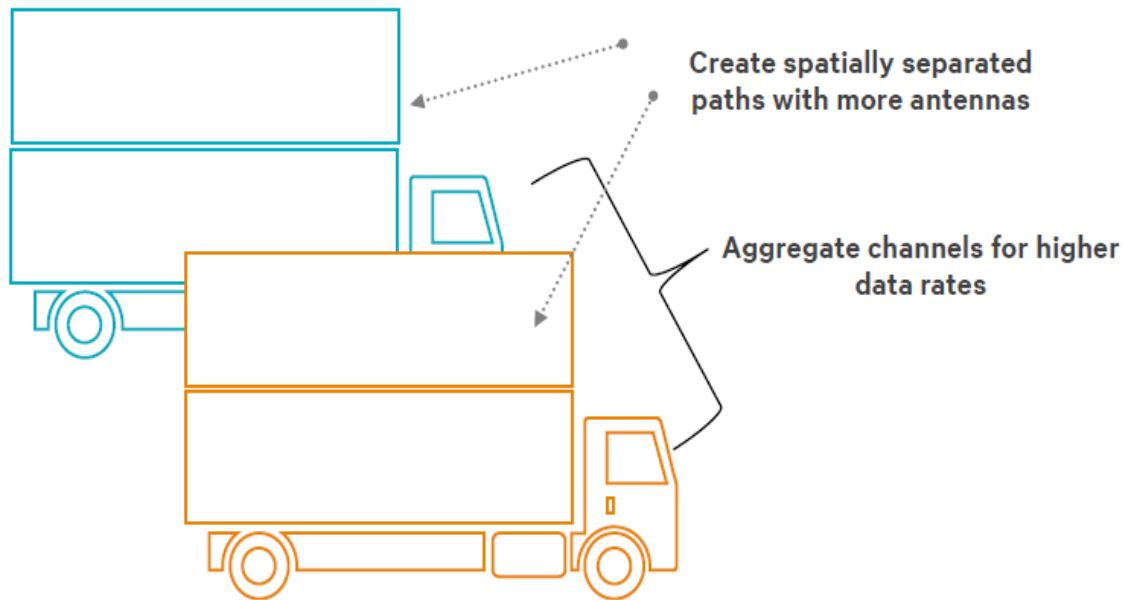 Create spatially separated
paths with more antennas
Aggregate channels for higher
data rates